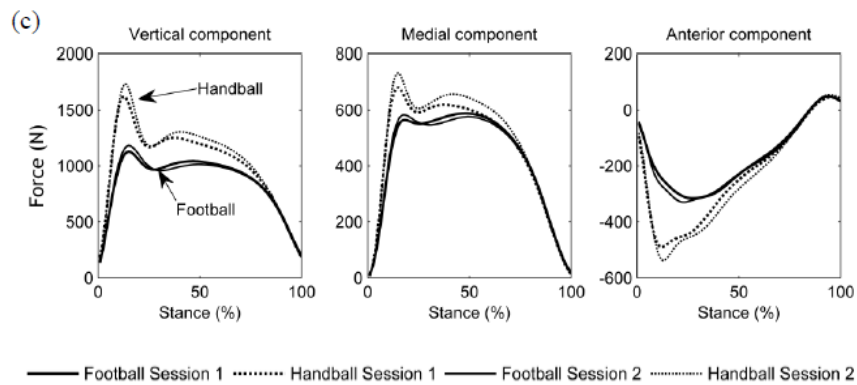 (c)
Vertical component
Medial component
Anterior component
2000
1500
1000
500
0
Force (N)
Handball
Football
0 50 100
Stance (%)
800
600
400
200
0
0 50 100
Stance (%)
200
0
-200
-400
-600
0 50 100
Stance (%)
Football Session 1 Handball Session 1 Football Session 2 Handball Session 2